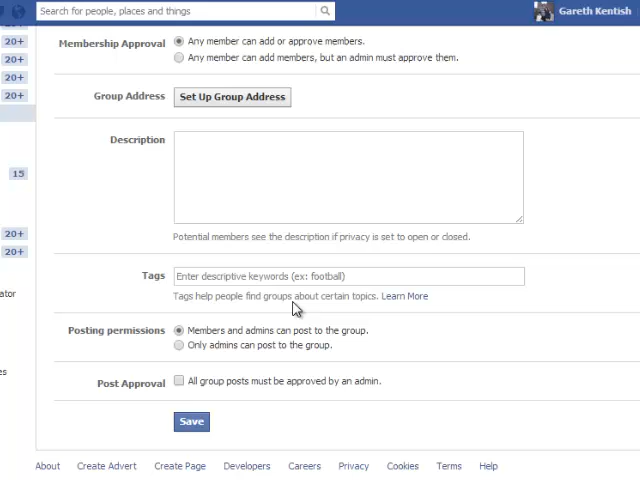 Search for people, places and things
Gareth Kentish
20+
20+
20+
20+
20+
Membership Approval
Any member can add or approve members.
Any member can add members, but an admin must approve them.
Group Address
Set Up Group Address
Description
15
20+
Potential members see the description if privacy is set to open or closed.
20+
Tags
Enter descriptive keywords (ex: football)
ator
Tags help people find groups about certain topics. Learn More
Posting permissions
Members and admins can post to the group.
Only admins can post to the group.
es
Post Approval
All group posts must be approved by an admin.
Save
About Create Advert Create Page Developers Careers Privacy Cookies Terms Help